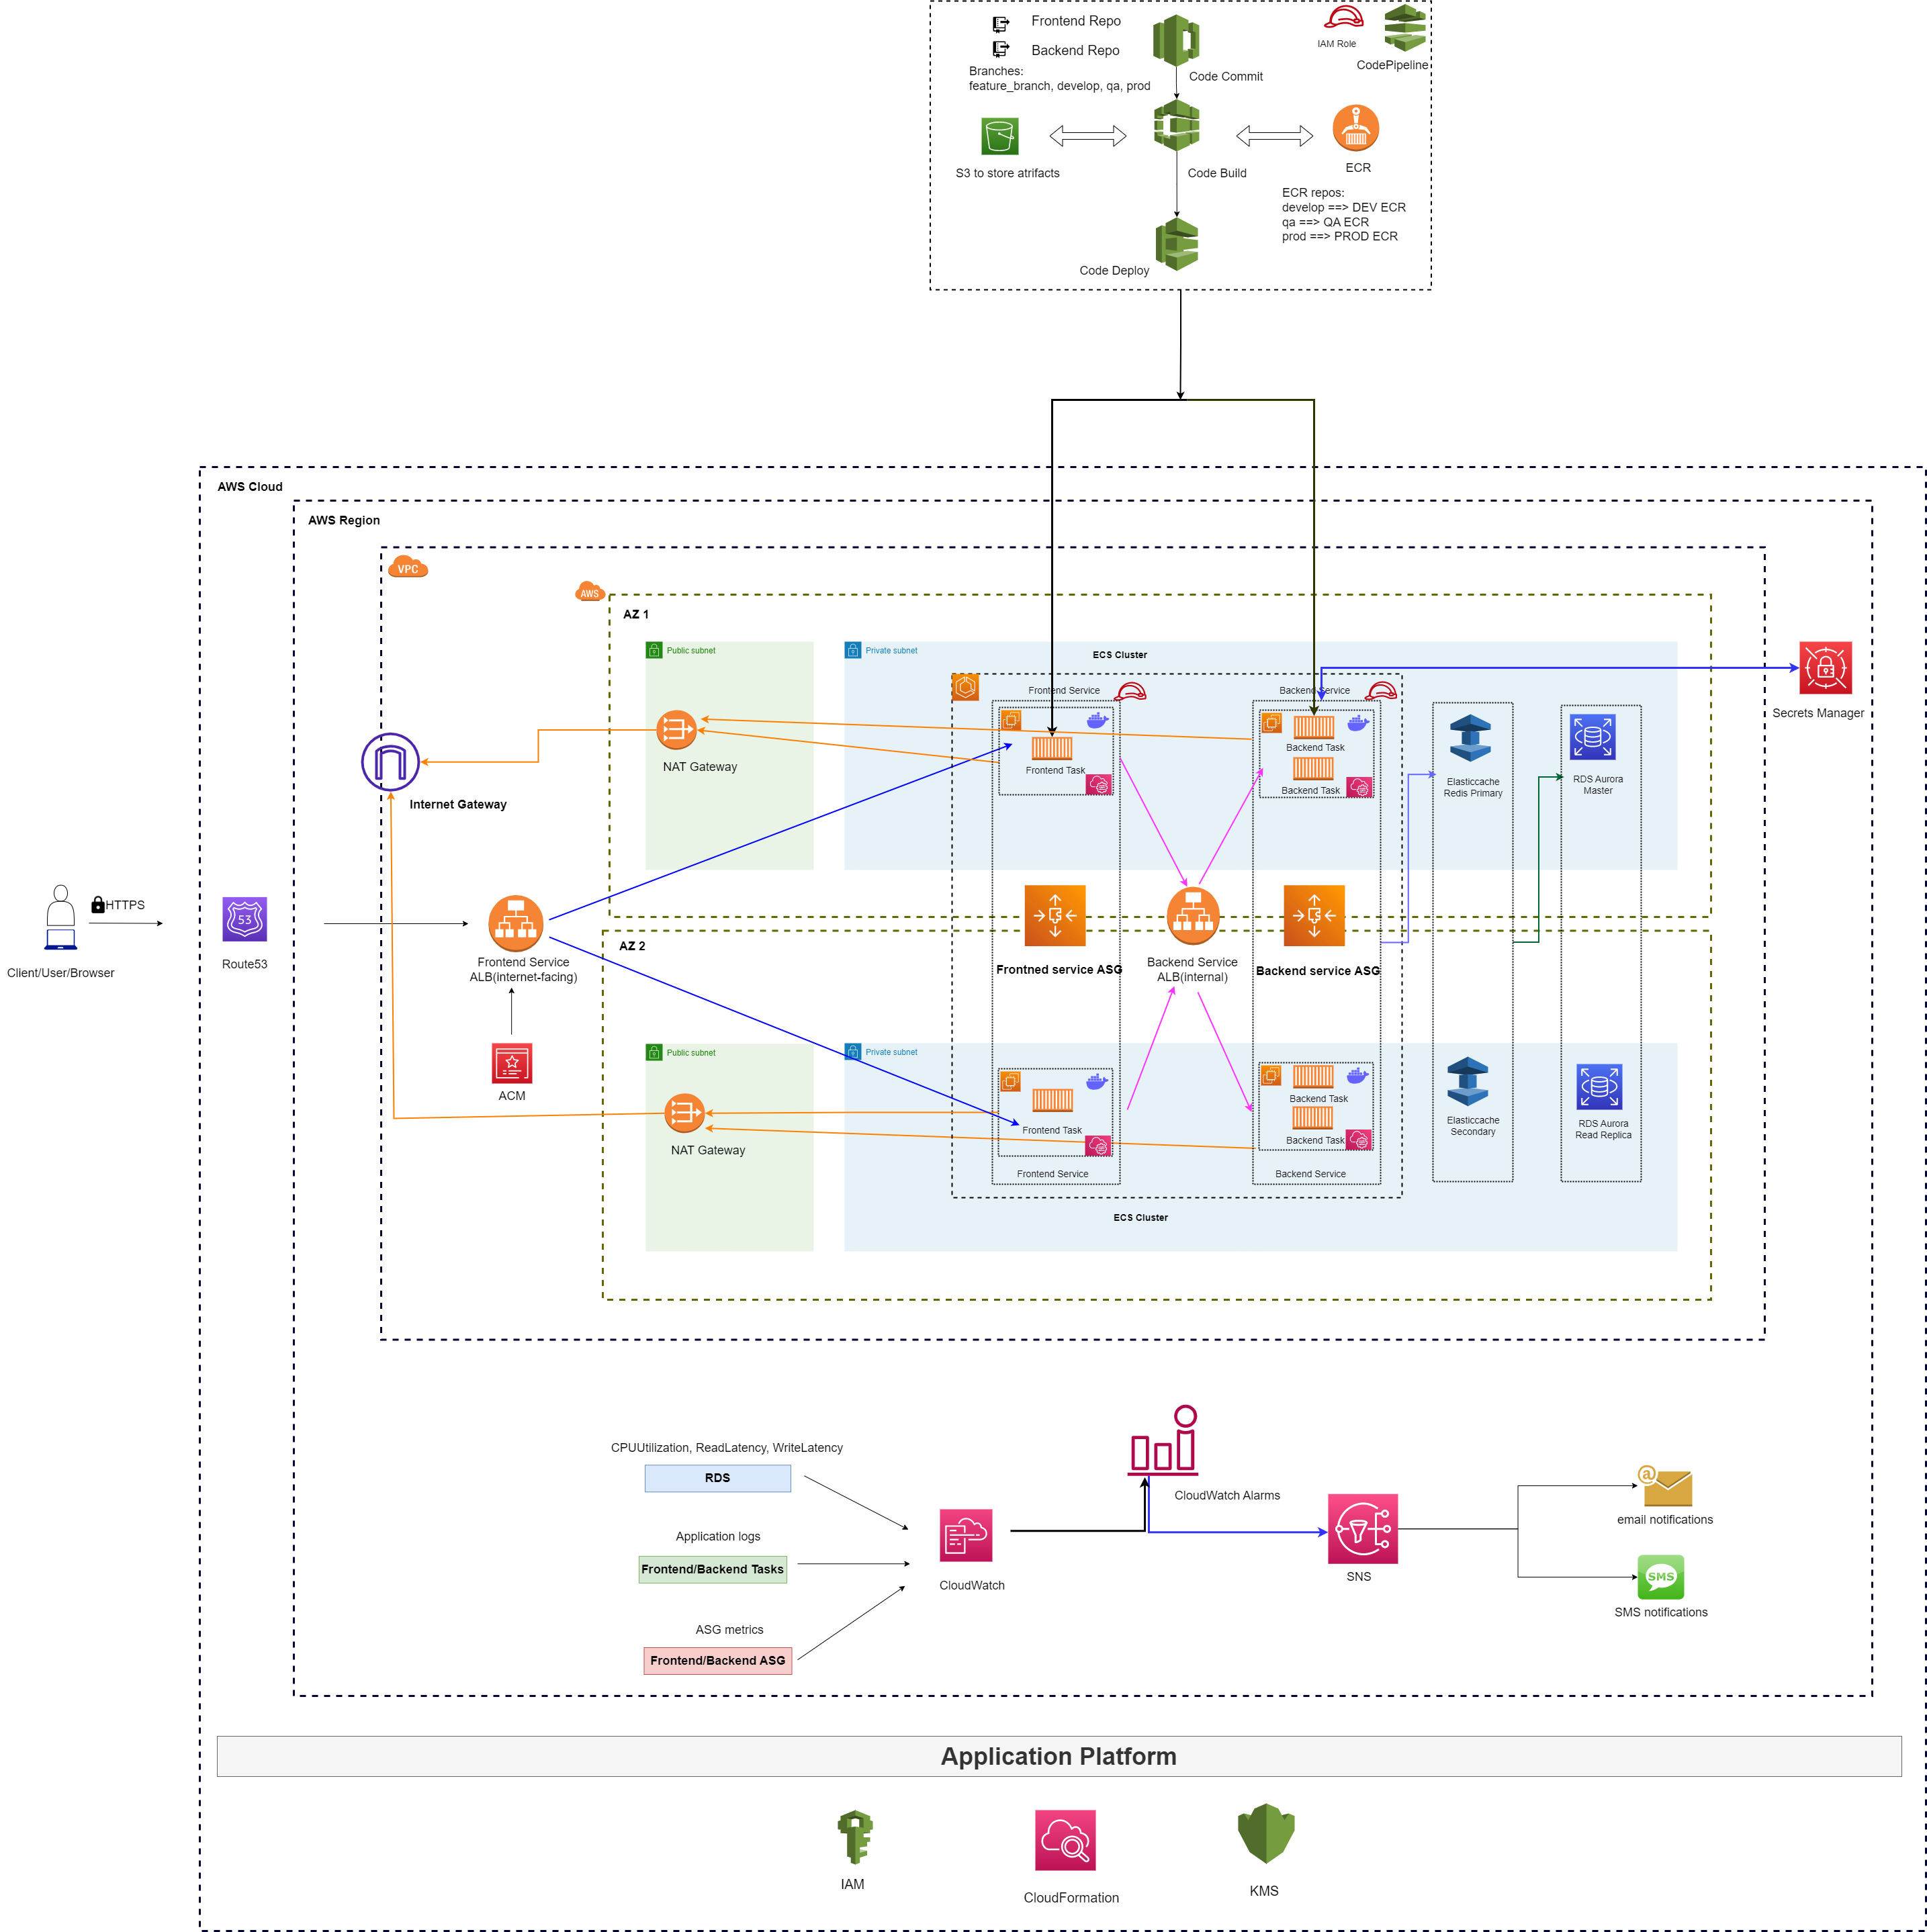 Frontend Repo
Backend Repo
Branches:
feature_branch, develop, qa, prod
Code Commit
IAM Role
CodePipeline
S3 to store atrifacts
Code Build
ECR
ECR repos:
develop ==> DEV ECR
qa ==> QA ECR
prod ==> PROD ECR
Code Deploy
AWS Cloud
AWS Region
VPC
AWS
AZ 1
Public subnet
Private subnet
ECS Cluster
Frontend Service
Backend Service
Secrets Manager
Frontend Task
Backend Task
Backend Task
NAT Gateway
Internet Gateway
Elasticcache
Redis Primary
RDS Aurora
Master
HTTPS
Client/User/Browser
53
Route53
Frontend Service
ALB(internet-facing)
ACM
AZ 2
Frontned service ASG
Backend Service
ALB(internal)
Backend service ASG
Public subnet
Private subnet
NAT Gateway
Frontend Task
Frontend Service
Backend Task
Backend Task
Backend Service
Elasticcache
Secondary
RDS Aurora
Read Replica
ECS Cluster
CPUUtilization, ReadLatency, WriteLatency
RDS
Application logs
Frontend/Backend Tasks
ASG metrics
Frontend/Backend ASG
CloudWatch
CloudWatch Alarms
SNS
@
email notifications
SMS
SMS notifications
Application Platform
IAM
CloudFormation
KMS